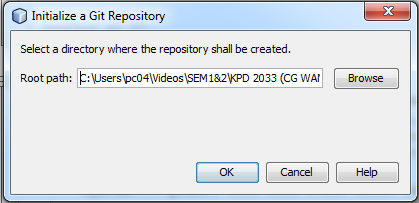 Initialize a Git Repository
Select a directory where the repository shall be created.
Root path: C:\Users\pc04\Videos\SEM1&2\KPD 2033 (CG WAN Browse
OK Cancel Help